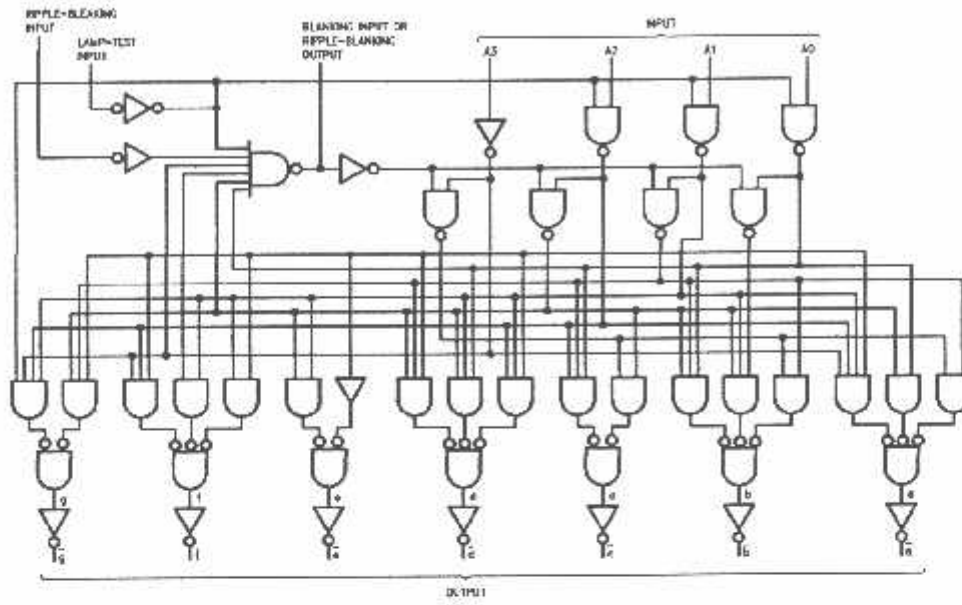 RIPPLE-BLEAKING
INPUT
LAMP-TEST
INPUT
BLANKING INPUT OR
RIPPLE-BLANKING
OUTPUT
INPUT
A3
A2
A1
A0
g
f
e
d
b
OUTPUT